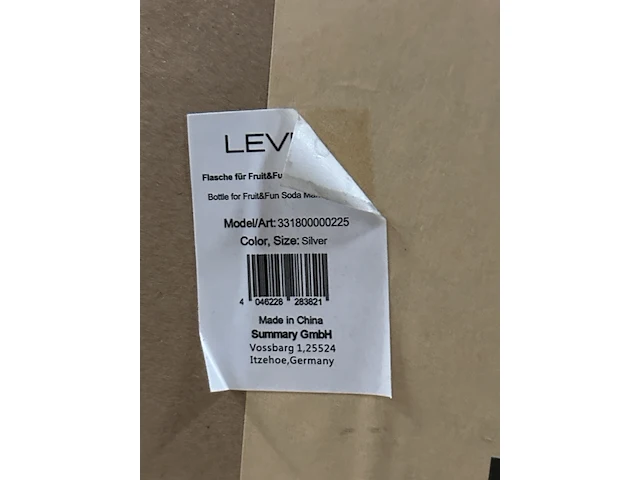 LEV
Flasche für Fruit&Fu
Bottle for Fruit&Fun Soda Ma
Model/Art: 331800000225
Color, Size: Silver
4 046228 283821
Made in China
Summary GmbH
Vossbarg 1,25524
Itzehoe,Germany